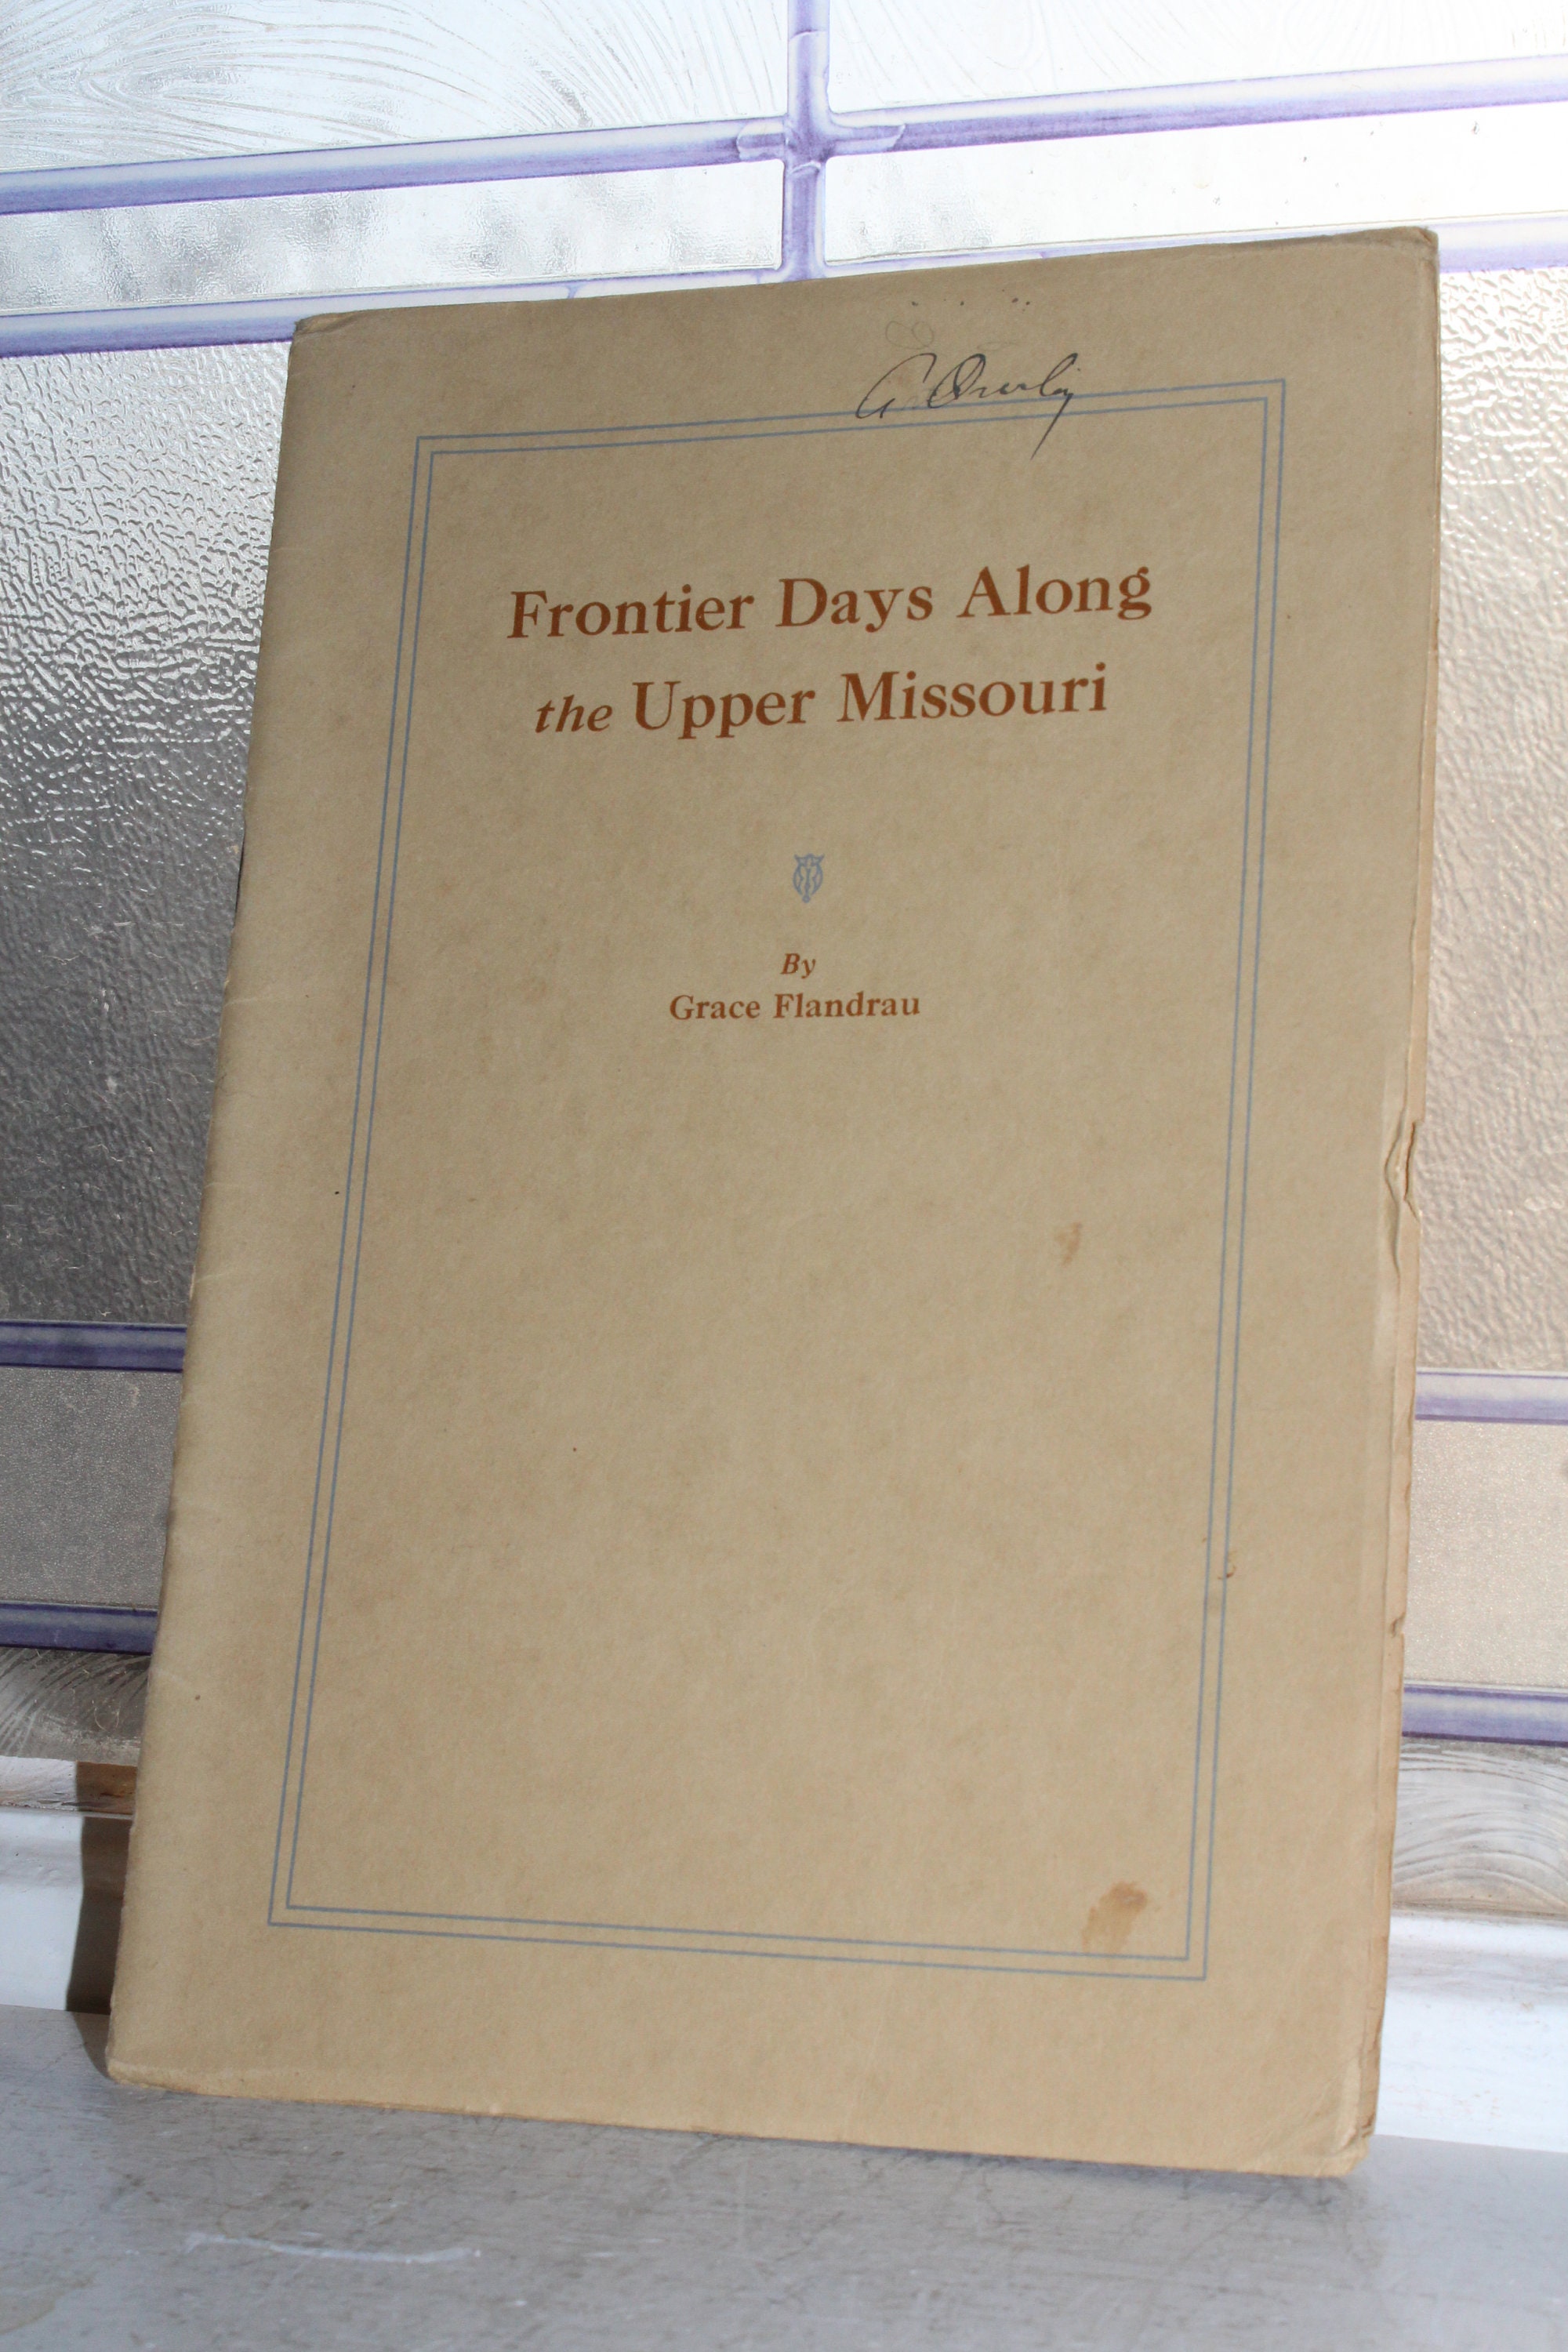 Frontier Days Along
the Upper Missouri
By
Grace Flandrau